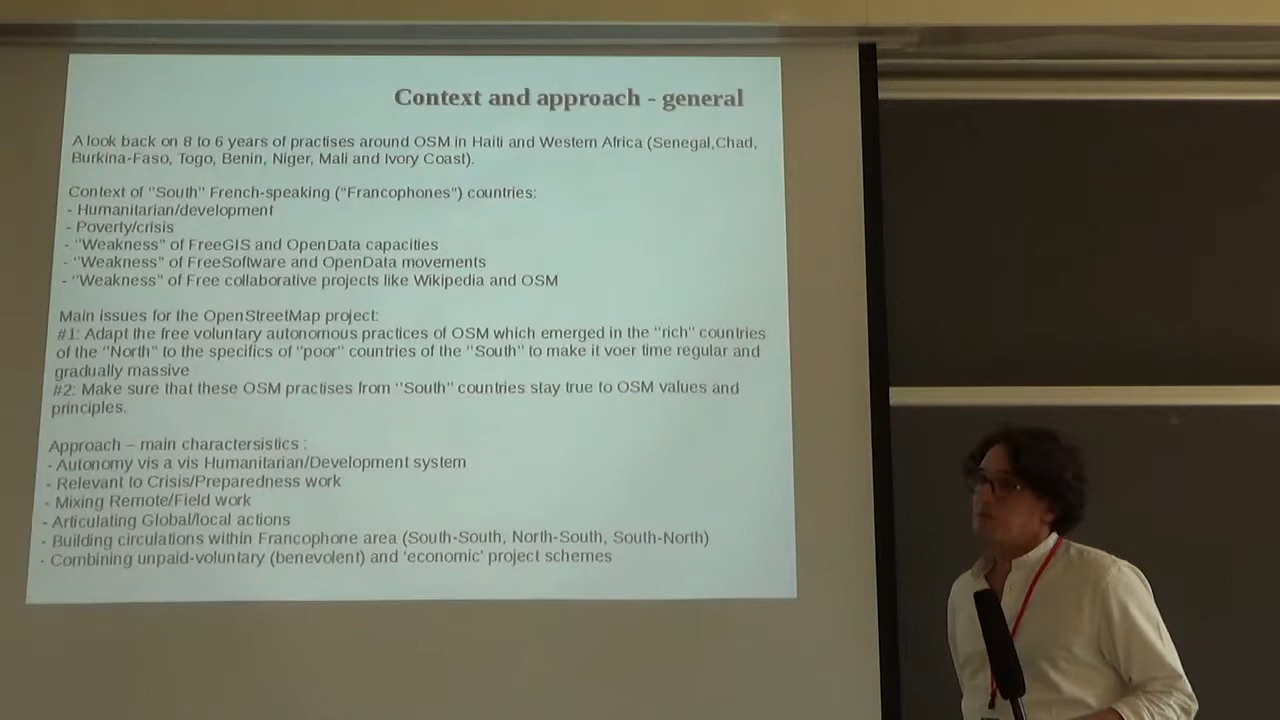 Context and approach - general
A look back on 8 to 6 years of practises around OSM in Haiti and Western Africa (Senegal,Chad,
Burkina-Faso, Togo, Benin, Niger, Mali and Ivory Coast).
Context of "South" French-speaking ("Francophones") countries:
- Humanitarian/development
- Poverty/crisis
- "Weakness" of FreeGIS and OpenData capacities
- "Weakness" of FreeSoftware and OpenData movements
- "Weakness" of Free collaborative projects like Wikipedia and OSM
Main issues for the OpenStreetMap project:
#1: Adapt the free voluntary autonomous practices of OSM which emerged in the "rich" countries
of the "North" to the specifics of "poor" countries of the "South" to make it voer time regular and
gradually massive
#2: Make sure that these OSM practises from "South" countries stay true to OSM values and
principles.
Approach – main charactersistics :
- Autonomy vis a vis Humanitarian/Development system
- Relevant to Crisis/Preparedness work
- Mixing Remote/Field work
- Articulating Global/local actions
- Building circulations within Francophone area (South-South, North-South, South-North)
- Combining unpaid-voluntary (benevolent) and 'economic' project schemes